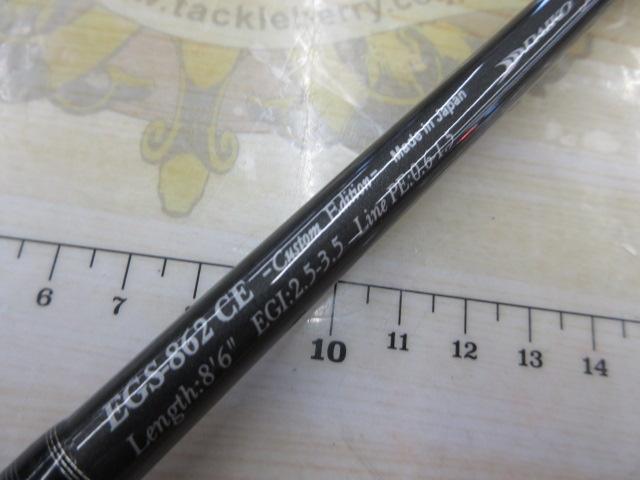 www.tackleberry.co
EGS-862 CE -Custom Edition- Made in Japan
Length:8'6" EGI:2.5-3.5 Line PE:0.6-1.2
6 7 10 11 12 13 14